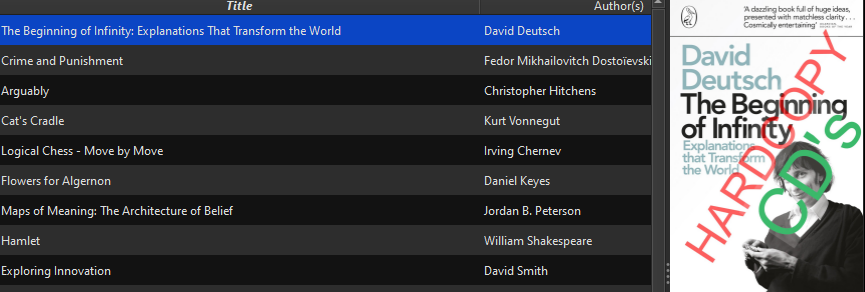 Title Author(s)
The Beginning of Infinity: Explanations That Transform the World David Deutsch
Crime and Punishment Fedor Mikhailovitch Dostoïevski
Arguably Christopher Hitchens
Cat's Cradle Kurt Vonnegut
Logical Chess - Move by Move Irving Chernev
Flowers for Algernon Daniel Keyes
Maps of Meaning: The Architecture of Belief Jordan B. Peterson
Hamlet William Shakespeare
Exploring Innovation David Smith
'A dazzling book full of huge ideas,
presented with matchless clarity...
Cosmically entertaining'
David
Deutsch
The Beginning
of Infinity
Explanations
that Transform
the World
HARDCOPY
CD's